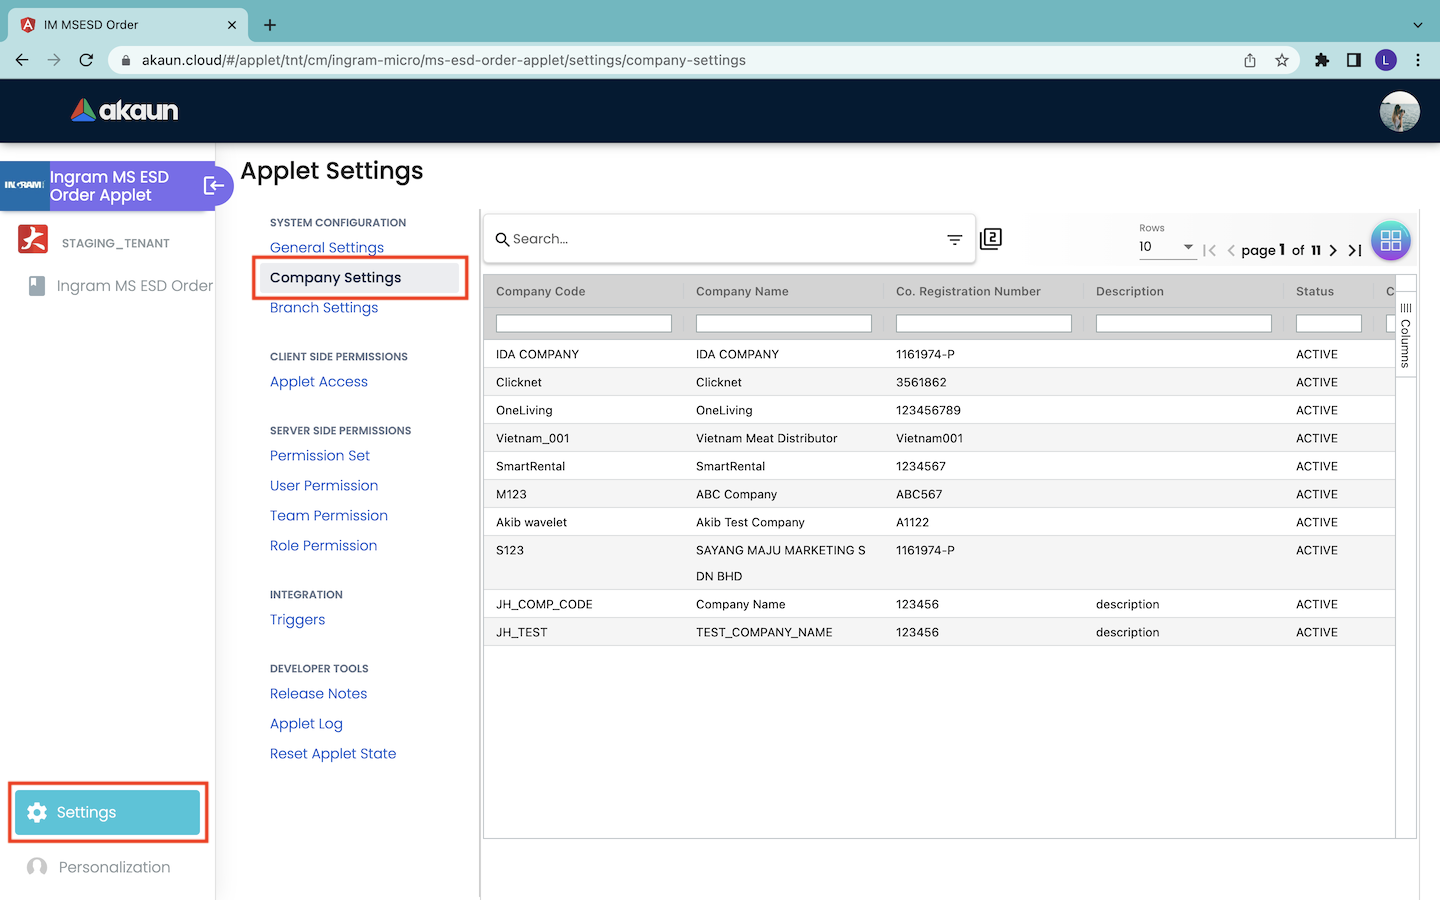 IM MSESD Order
akaun.cloud/#/applet/tnt/cm/ingram-micro/ms-esd-order-applet/settings/company-settings
L
akaun
INGRAM
Ingram MS ESD
Order Applet
STAGING_TENANT
Ingram MS ESD Order
Settings
Personalization
Applet Settings
SYSTEM CONFIGURATION
General Settings
Company Settings
Branch Settings
CLIENT SIDE PERMISSIONS
Applet Access
SERVER SIDE PERMISSIONS
Permission Set
User Permission
Team Permission
Role Permission
INTEGRATION
Triggers
DEVELOPER TOOLS
Release Notes
Applet Log
Reset Applet State
Search...
2
Rows
10
page 1 of 11
Company Code Company Name Co. Registration Number Description Status C
IDA COMPANY IDA COMPANY 1161974-P ACTIVE
Clicknet Clicknet 3561862 ACTIVE
OneLiving OneLiving 123456789 ACTIVE
Vietnam_001 Vietnam Meat Distributor Vietnam001 ACTIVE
SmartRental SmartRental 1234567 ACTIVE
M123 ABC Company ABC567 ACTIVE
Akib wavelet Akib Test Company A1122 ACTIVE
S123 SAYANG MAJU MARKETING S 1161974-P ACTIVE
DN BHD
JH_COMP_CODE Company Name 123456 description ACTIVE
JH_TEST TEST_COMPANY_NAME 123456 description ACTIVE
Columns